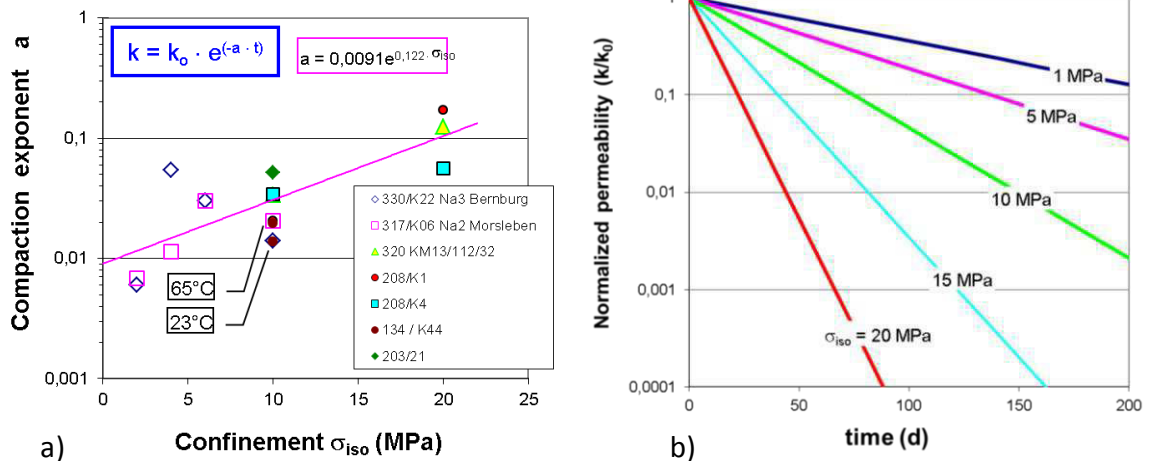 Compaction exponent a
1
0,1
0,01
0,001
k = kₒ · e^(-a · t)
a = 0,0091e^0,122·σiso
65°C
23°C
330/K22 Na3 Bernburg
317/K06 Na2 Morsleben
320 KM13/112/32
208/K1
208/K4
134 / K44
203/21
0 5 10 15 20 25
a) Confinement σiso (MPa)
Normalized permeability (k/k₀)
0,1
0,01
0,001
0,0001
1 MPa
5 MPa
10 MPa
15 MPa
σiso = 20 MPa
0 50 100 150 200
b) time (d)